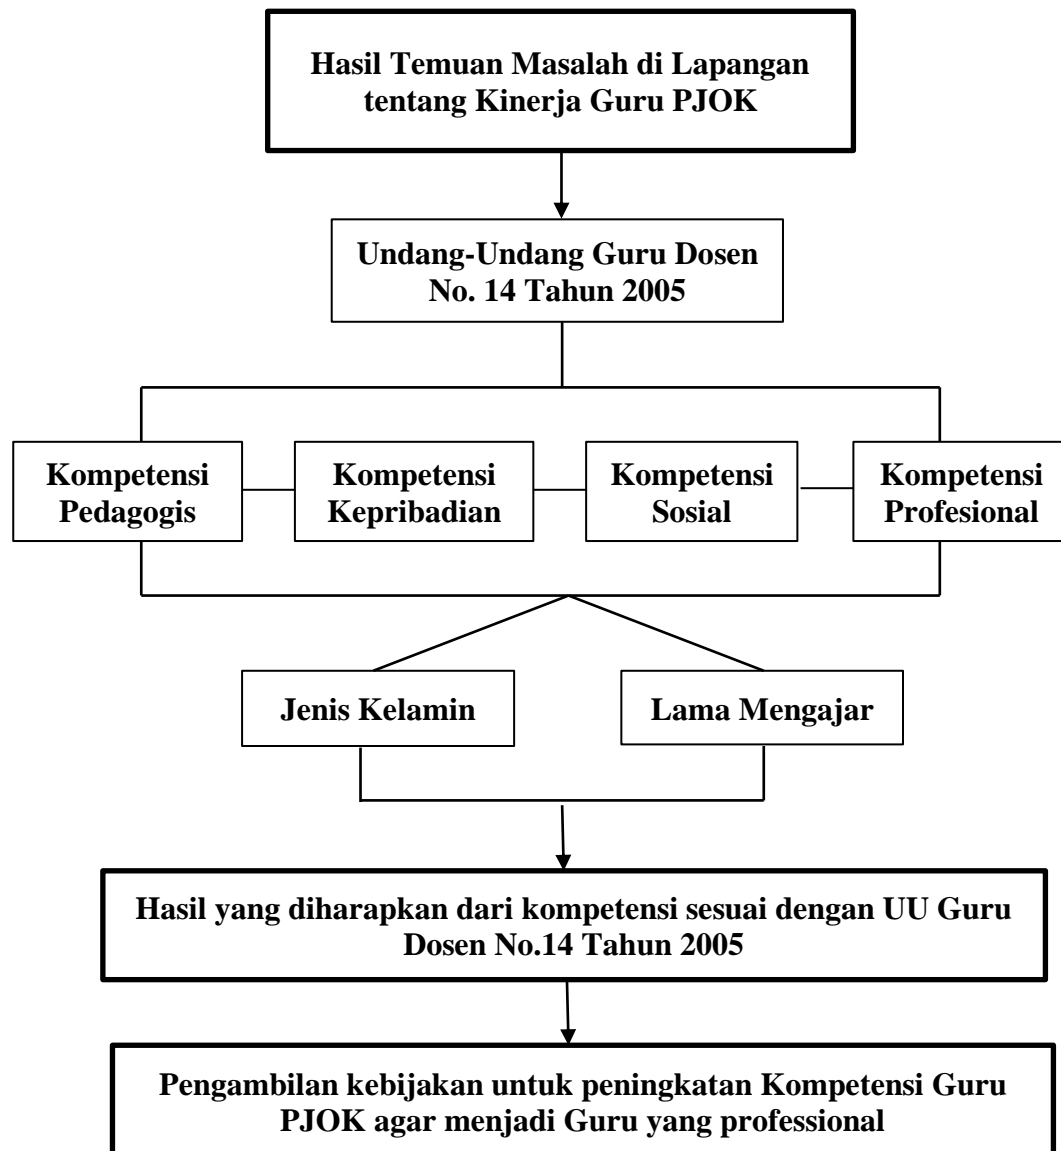 Hasil Temuan Masalah di Lapangan
tentang Kinerja Guru PJOK
Undang-Undang Guru Dosen
No. 14 Tahun 2005
Kompetensi
Pedagogis
Kompetensi
Kepribadian
Kompetensi
Sosial
Kompetensi
Profesional
Jenis Kelamin
Lama Mengajar
Hasil yang diharapkan dari kompetensi sesuai dengan UU Guru
Dosen No.14 Tahun 2005
Pengambilan kebijakan untuk peningkatan Kompetensi Guru
PJOK agar menjadi Guru yang professional